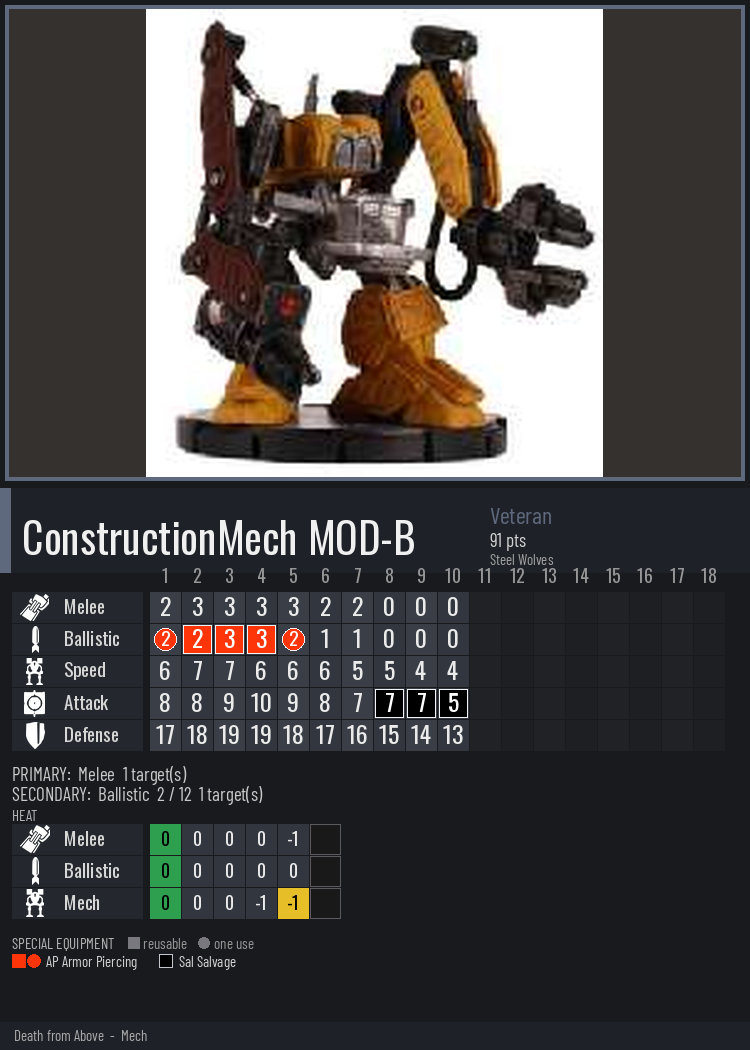 ConstructionMech MOD-B
Veteran
91 pts
Steel Wolves
1 2 3 4 5 6 7 8 9 10 11 12 13 14 15 16 17 18
Melee 2 3 3 3 3 2 2 0 0 0
Ballistic 2 2 3 3 2 1 1 0 0 0
Speed 6 7 7 6 6 6 5 5 4 4
Attack 8 8 9 10 9 8 7 7 7 5
Defense 17 18 19 19 18 17 16 15 14 13
PRIMARY: Melee 1 target(s)
SECONDARY: Ballistic 2 / 12 1 target(s)
HEAT
Melee 0 0 0 0 -1
Ballistic 0 0 0 0 0
Mech 0 0 0 -1 -1
SPECIAL EQUIPMENT reusable one use
AP Armor Piercing Sal Salvage
Death from Above - Mech